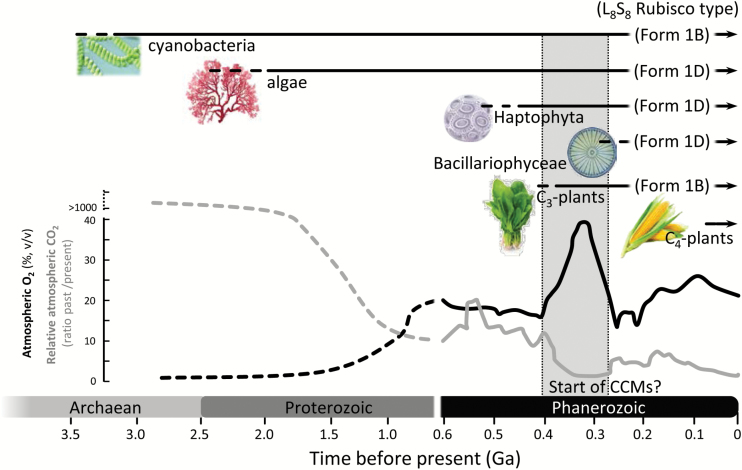 (L₈S₈ Rubisco type)
(Form 1B)
cyanobacteria
(Form 1D)
algae
(Form 1D)
Haptophyta
(Form 1D)
Bacillariophyceae
(Form 1B)
C₃-plants
C₄-plants
Atmospheric O₂ (%, v/v)
Relative atmospheric CO₂
(ratio past /present)
>1000
40
30
20
10
0
Start of CCMs?
Archaean Proterozoic Phanerozoic
3.5 3.0 2.5 2.0 1.5 1.0 0.6 0.5 0.4 0.3 0.2 0.1 0
Time before present (Ga)